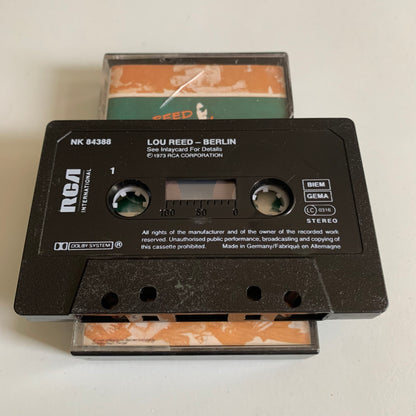 REED
NK 84388
LOU REED – BERLIN
See Inlaycard For Details
℗ 1973 RCA CORPORATION
RCA
INTERNATIONAL
1
BIEM
GEMA
LC 0316
STEREO
100 50 0
DOLBY SYSTEM ®
All rights of the manufacturer and of the owner of the recorded work
reserved. Unauthorised public performance, broadcasting and copying of
this cassette prohibited. Made in Germany/Fabriqué en Allemagne